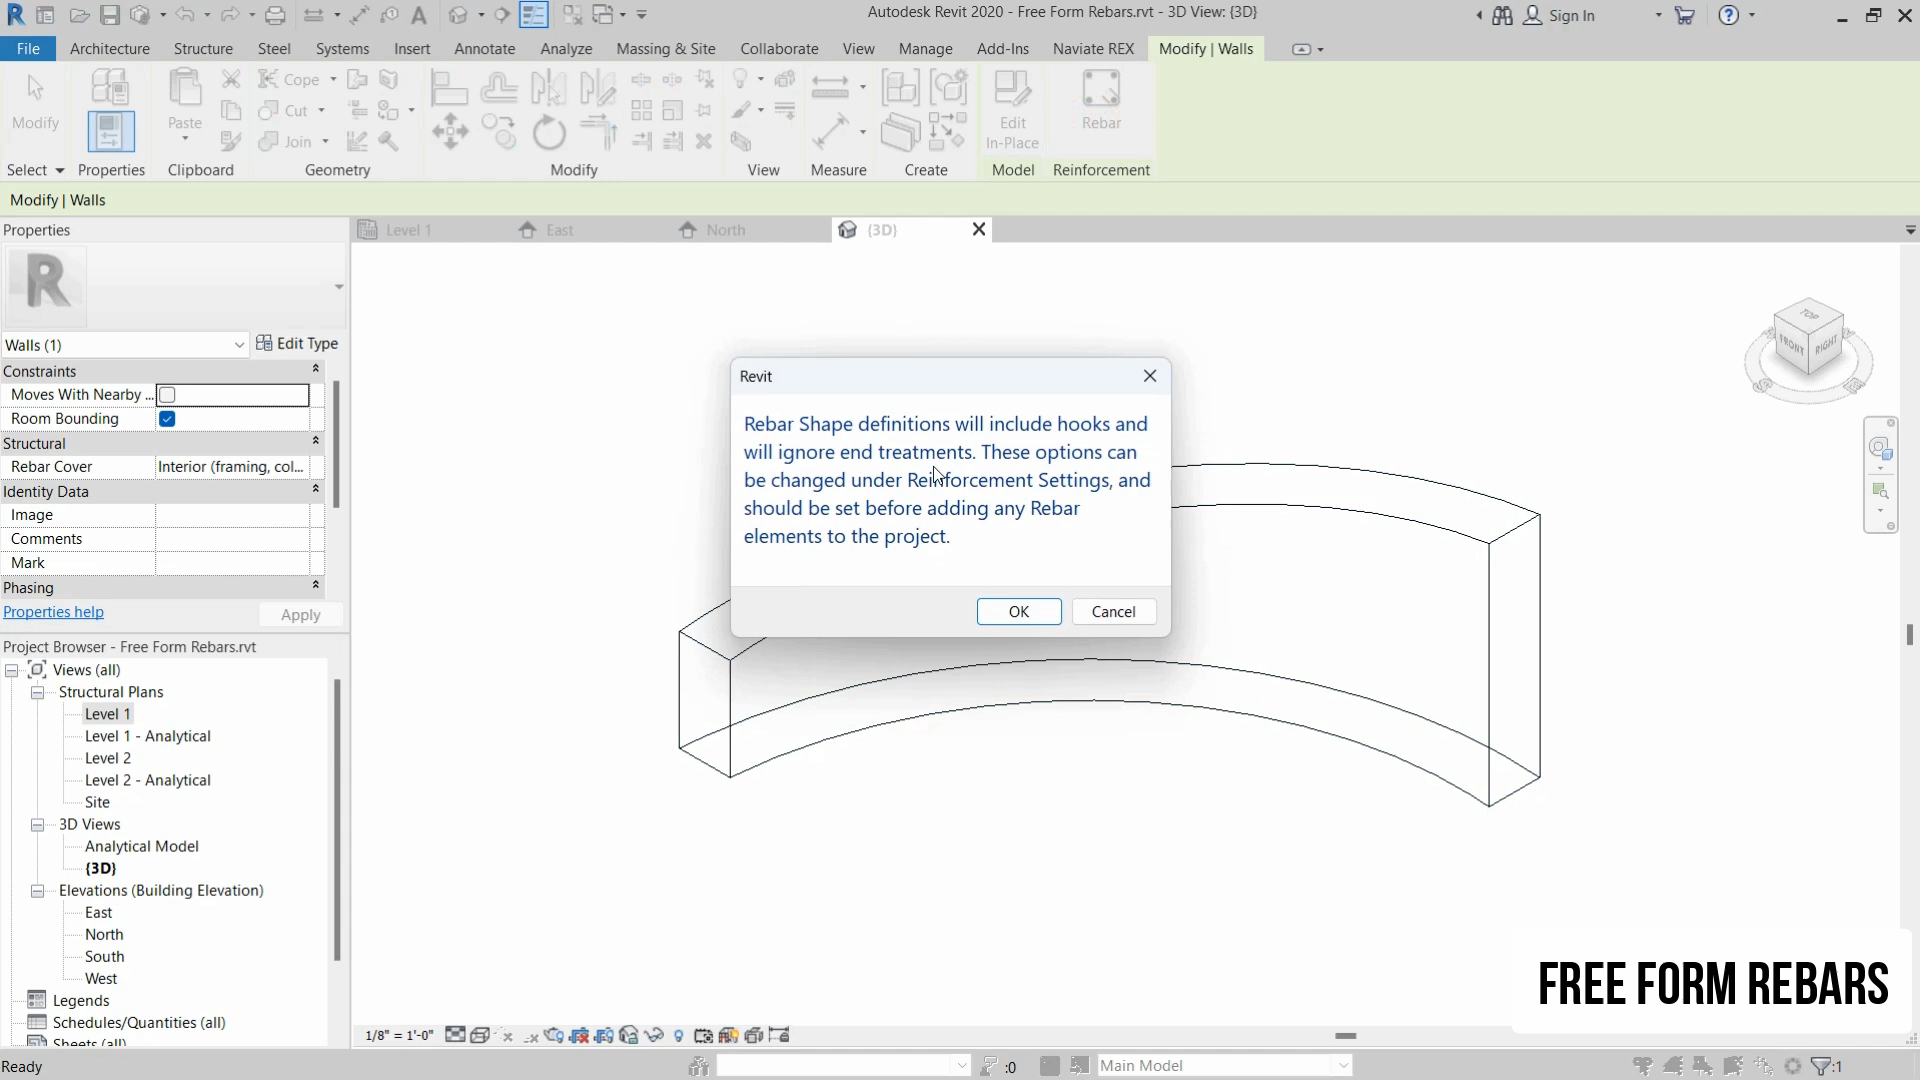 Autodesk Revit 2020 - Free Form Rebars.rvt - 3D View: {3D}
Sign In
File Architecture Structure Steel Systems Insert Annotate Analyze Massing & Site Collaborate View Manage Add-Ins Naviate REX Modify | Walls
Modify
Paste
Cope
Cut
Join
Edit
In-Place
Rebar
Select Properties Clipboard Geometry Modify View Measure Create Model Reinforcement
Modify | Walls
Properties
Level 1
East
North
{3D}
Walls (1)
Edit Type
Constraints
Moves With Nearby ...
Room Bounding
Structural
Rebar Cover Interior (framing, col...
Identity Data
Image
Comments
Mark
Phasing
Properties help
Apply
Project Browser - Free Form Rebars.rvt
Views (all)
Structural Plans
Level 1
Level 1 - Analytical
Level 2
Level 2 - Analytical
Site
3D Views
Analytical Model
{3D}
Elevations (Building Elevation)
East
North
South
West
Legends
Schedules/Quantities (all)
Sheets (all)
Revit
Rebar Shape definitions will include hooks and
will ignore end treatments. These options can
be changed under Reinforcement Settings, and
should be set before adding any Rebar
elements to the project.
OK
Cancel
TOP
FRONT
RIGHT
FREE FORM REBARS
1/8" = 1'-0"
Ready
:0
Main Model
:1